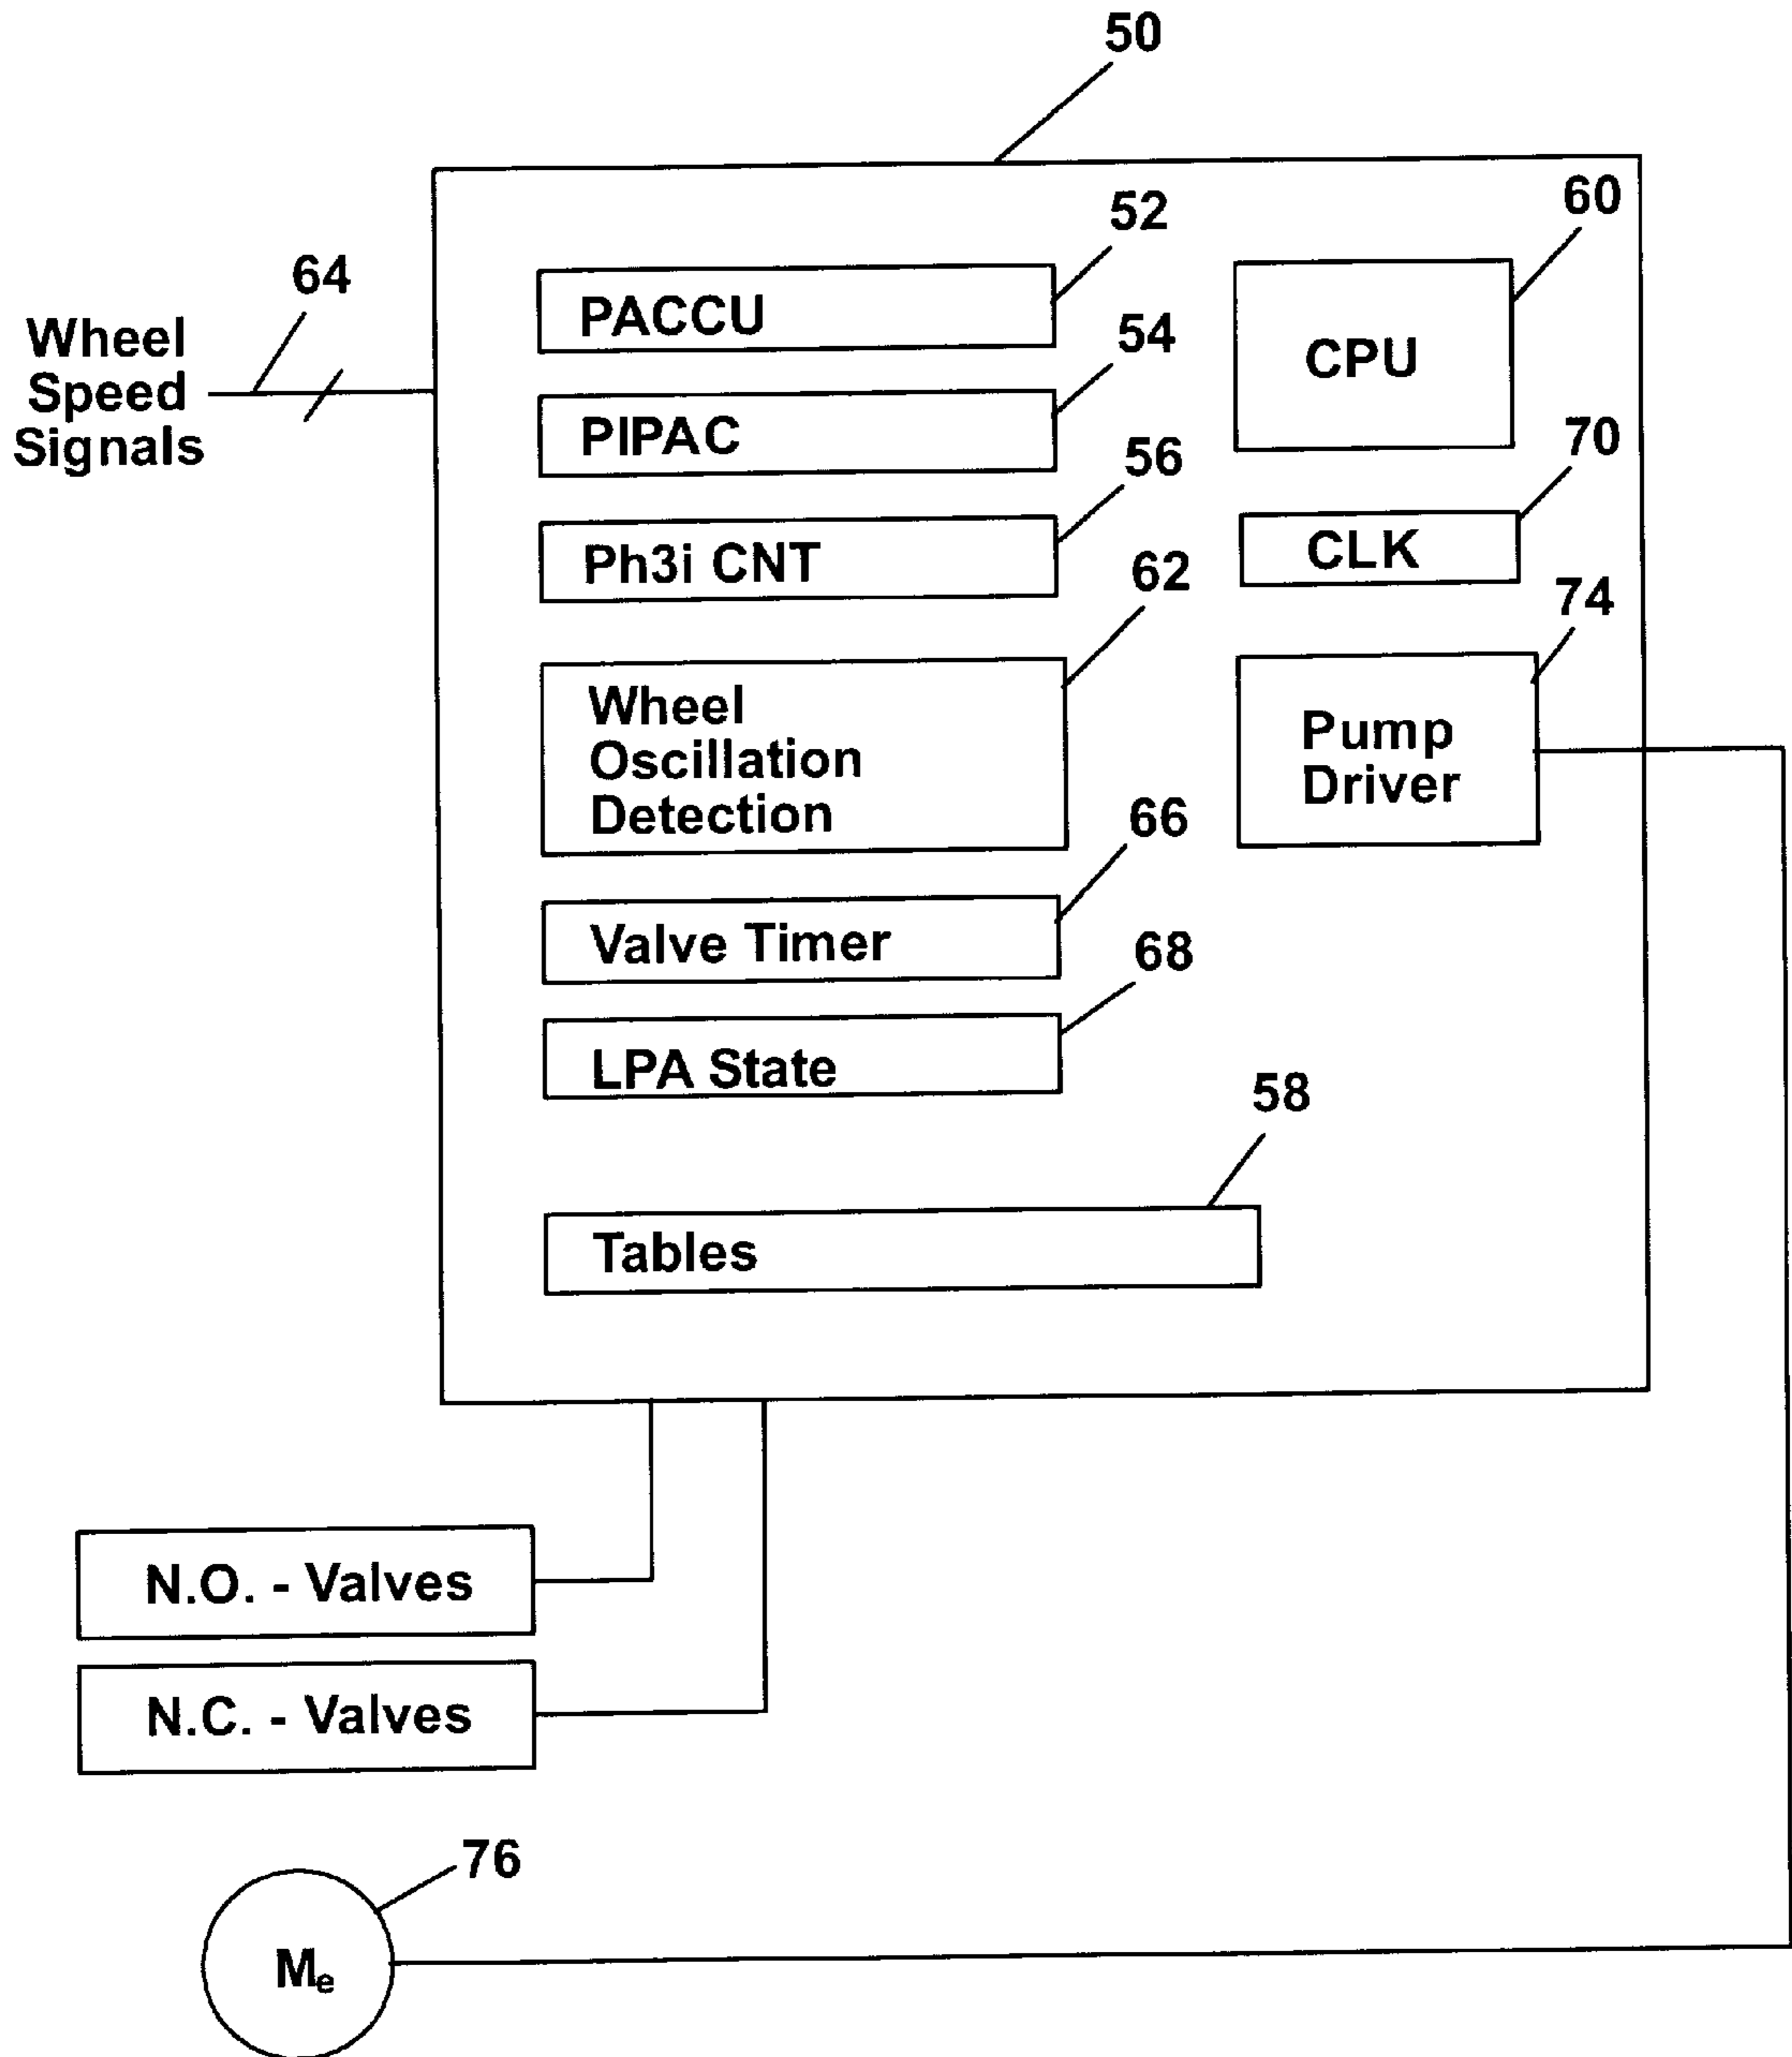 50
52
60
64
Wheel
Speed
Signals
PACCU
CPU
54
PIPAC
56
70
Ph3i CNT
CLK
62
74
Wheel
Oscillation
Detection
Pump
Driver
66
Valve Timer
68
LPA State
58
Tables
N.O. - Valves
N.C. - Valves
76
Me